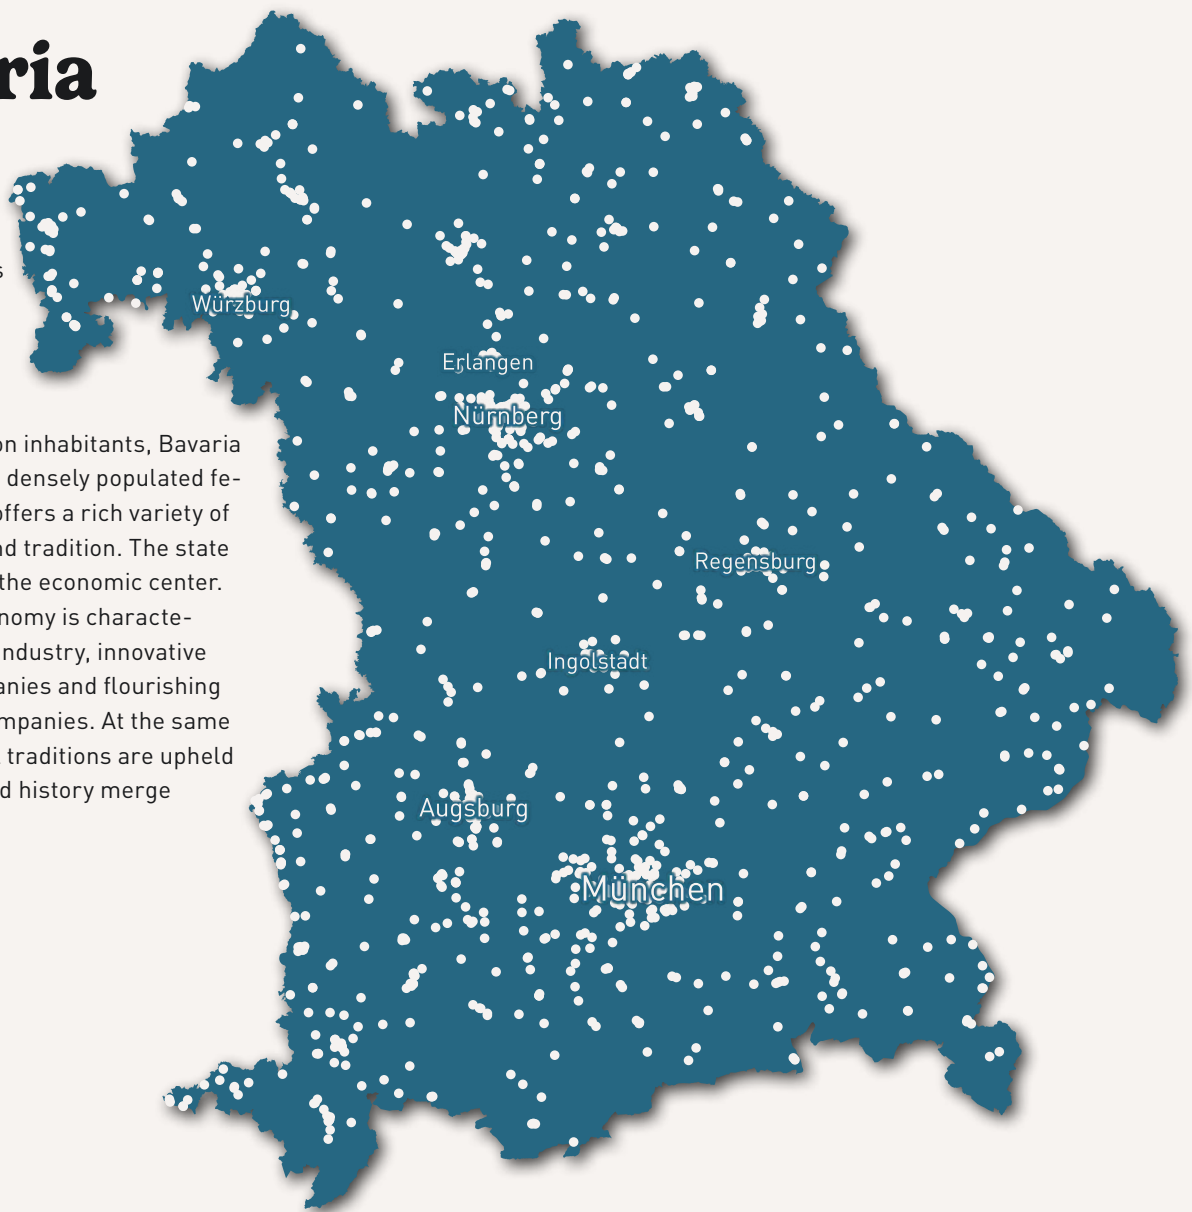 ria
s
on inhabitants, Bavaria
densely populated fe-
offers a rich variety of
nd tradition. The state
the economic center.
nomy is characte-
industry, innovative
anies and flourishing
mpanies. At the same
traditions are upheld
d history merge
Würzburg
Erlangen
Nürnberg
Regensburg
Ingolstadt
Augsburg
München